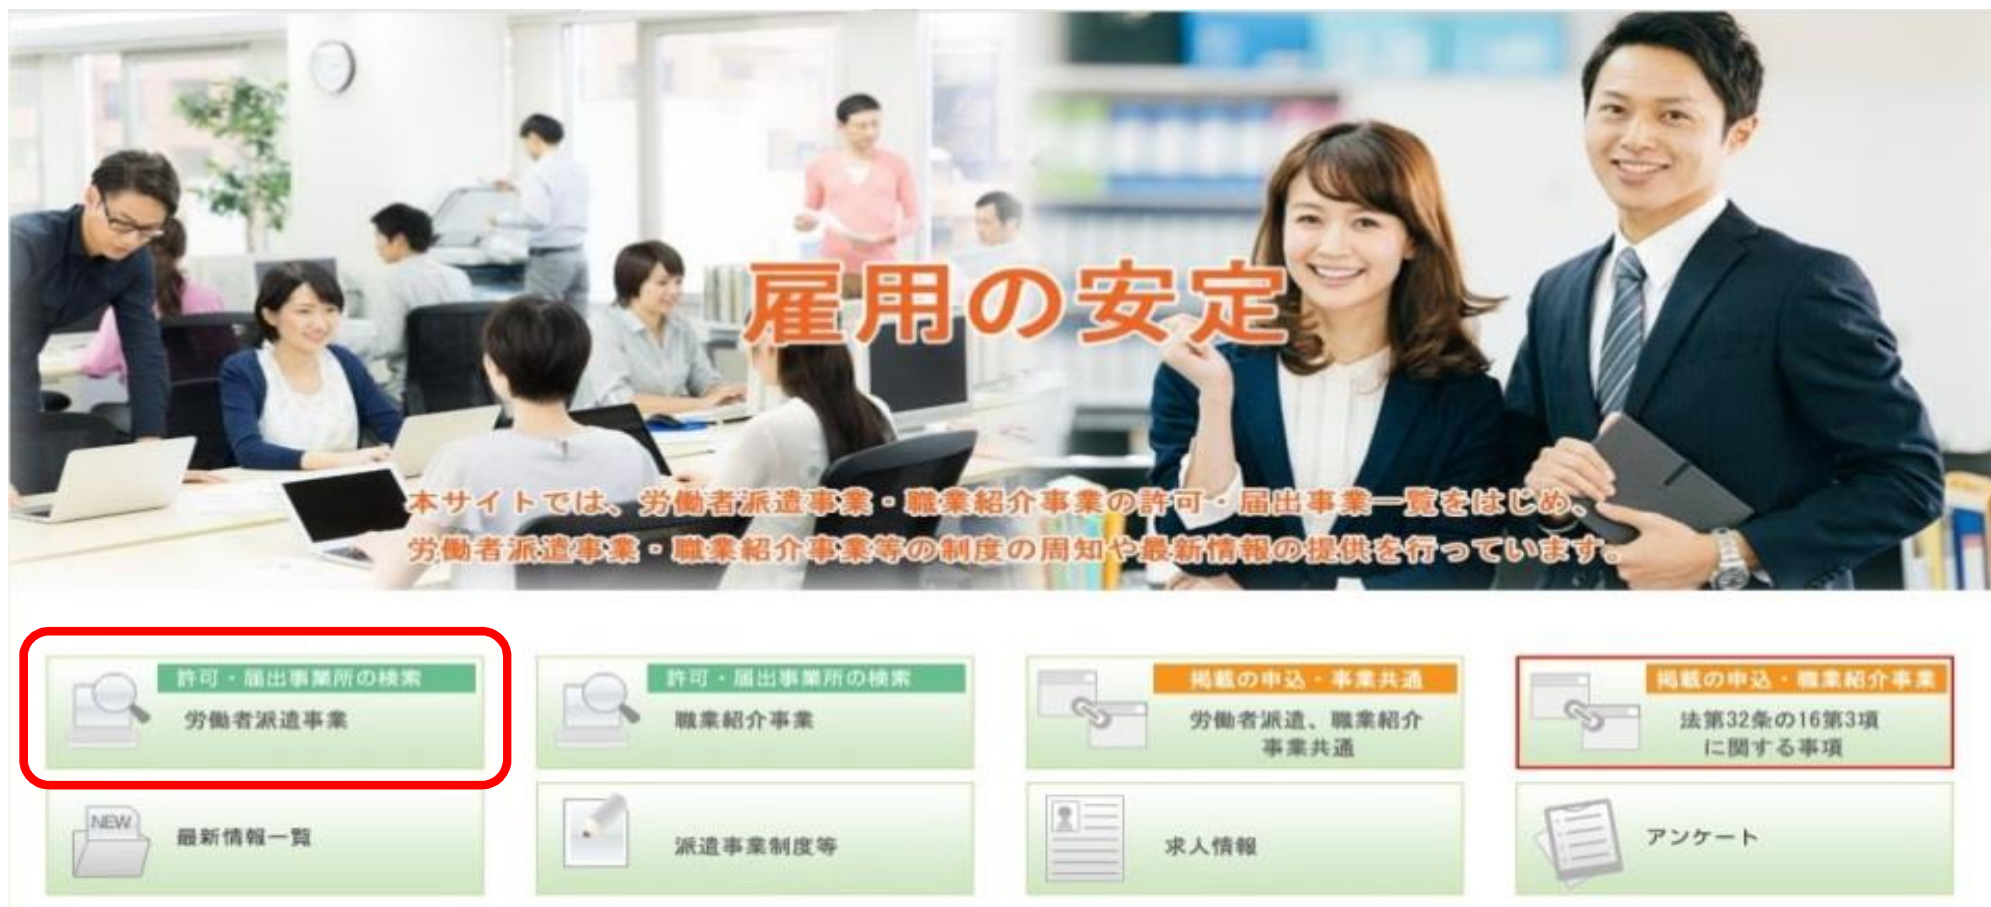 雇用の安定
本サイトでは、労働者派遣事業・職業紹介事業の許可・届出事業一覧をはじめ、
労働者派遣事業・職業紹介事業等の制度の周知や最新情報の提供を行っています。
許可・届出事業所の検索
労働者派遣事業
許可・届出事業所の検索
職業紹介事業
掲載の申込・事業共通
労働者派遣、職業紹介
事業共通
掲載の申込・職業紹介事業
法第32条の16第3項
に関する事項
NEW
最新情報一覧
派遣事業制度等
求人情報
アンケート